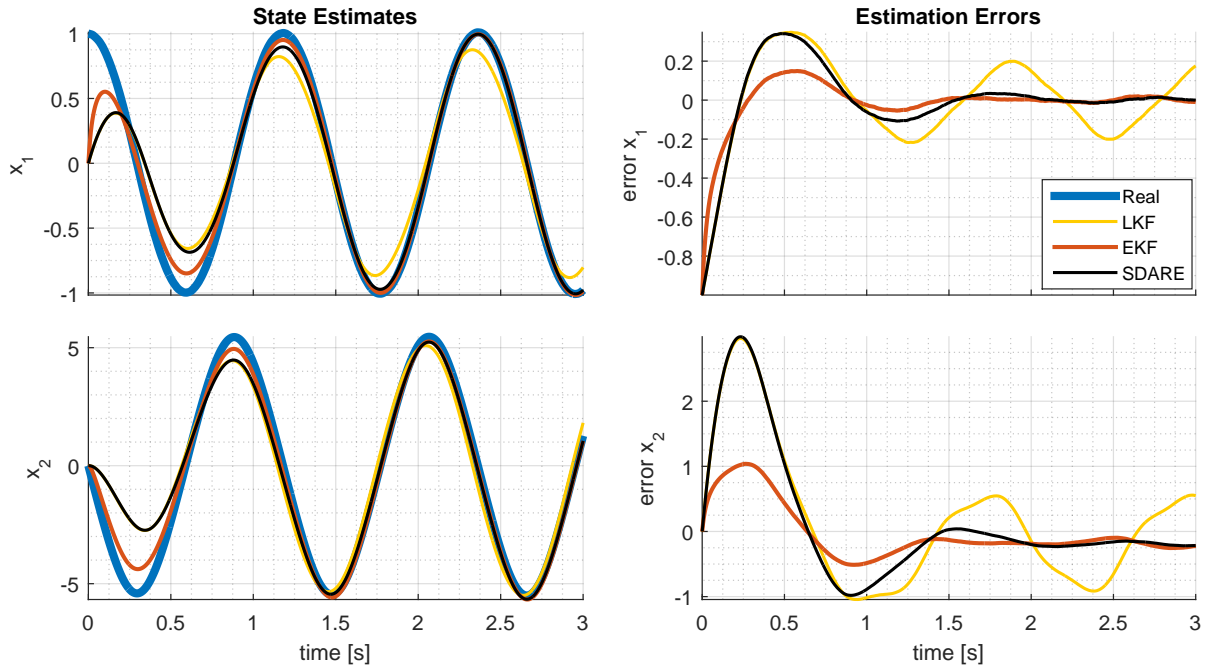 State Estimates
1
0.5
0
-0.5
-1
x1
Estimation Errors
0.2
0
-0.2
-0.4
-0.6
-0.8
error x1
Real
LKF
EKF
SDARE
5
0
-5
x2
0
0.5
1
1.5
2
2.5
3
time [s]
2
1
0
-1
error x2
0
0.5
1
1.5
2
2.5
3
time [s]